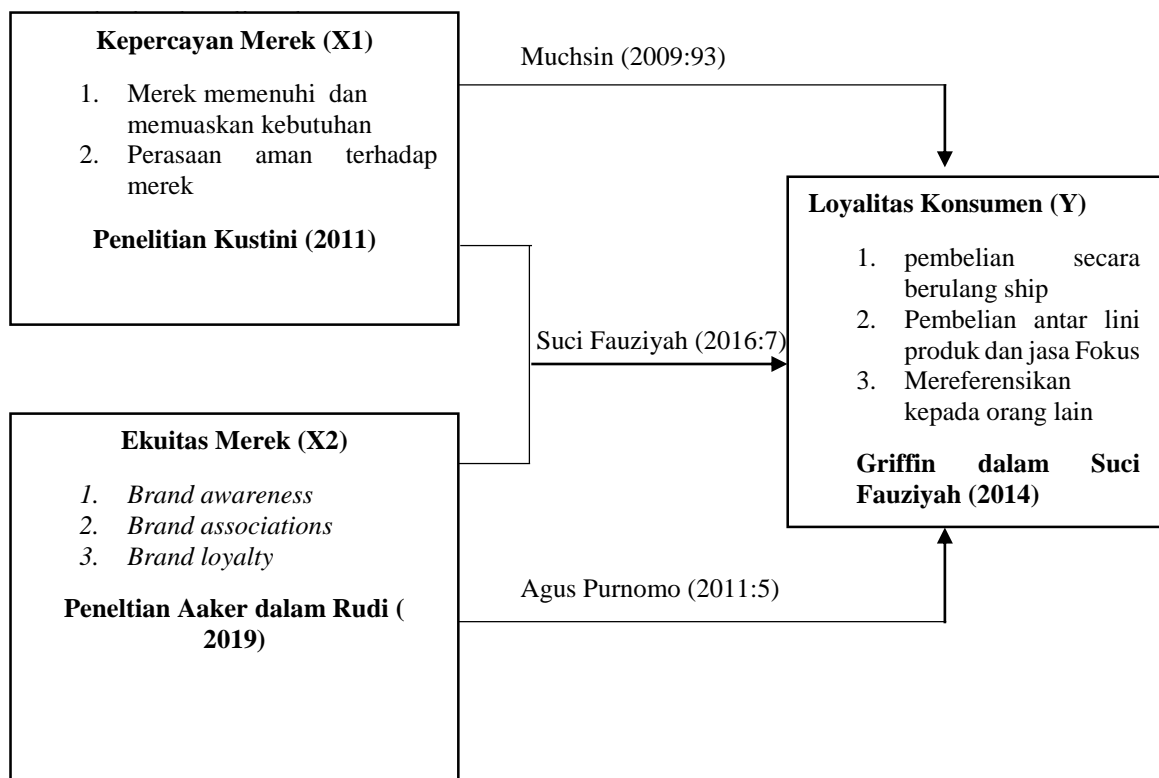 Kepercayan Merek (X1)
1. Merek memenuhi dan
memuaskan kebutuhan
2. Perasaan aman terhadap
merek
Penelitian Kustini (2011)
Muchsin (2009:93)
Suci Fauziyah (2016:7)
Ekuitas Merek (X2)
1. Brand awareness
2. Brand associations
3. Brand loyalty
Peneltian Aaker dalam Rudi (
2019)
Agus Purnomo (2011:5)
Loyalitas Konsumen (Y)
1. pembelian secara
berulang ship
2. Pembelian antar lini
produk dan jasa Fokus
3. Mereferensikan
kepada orang lain
Griffin dalam Suci
Fauziyah (2014)